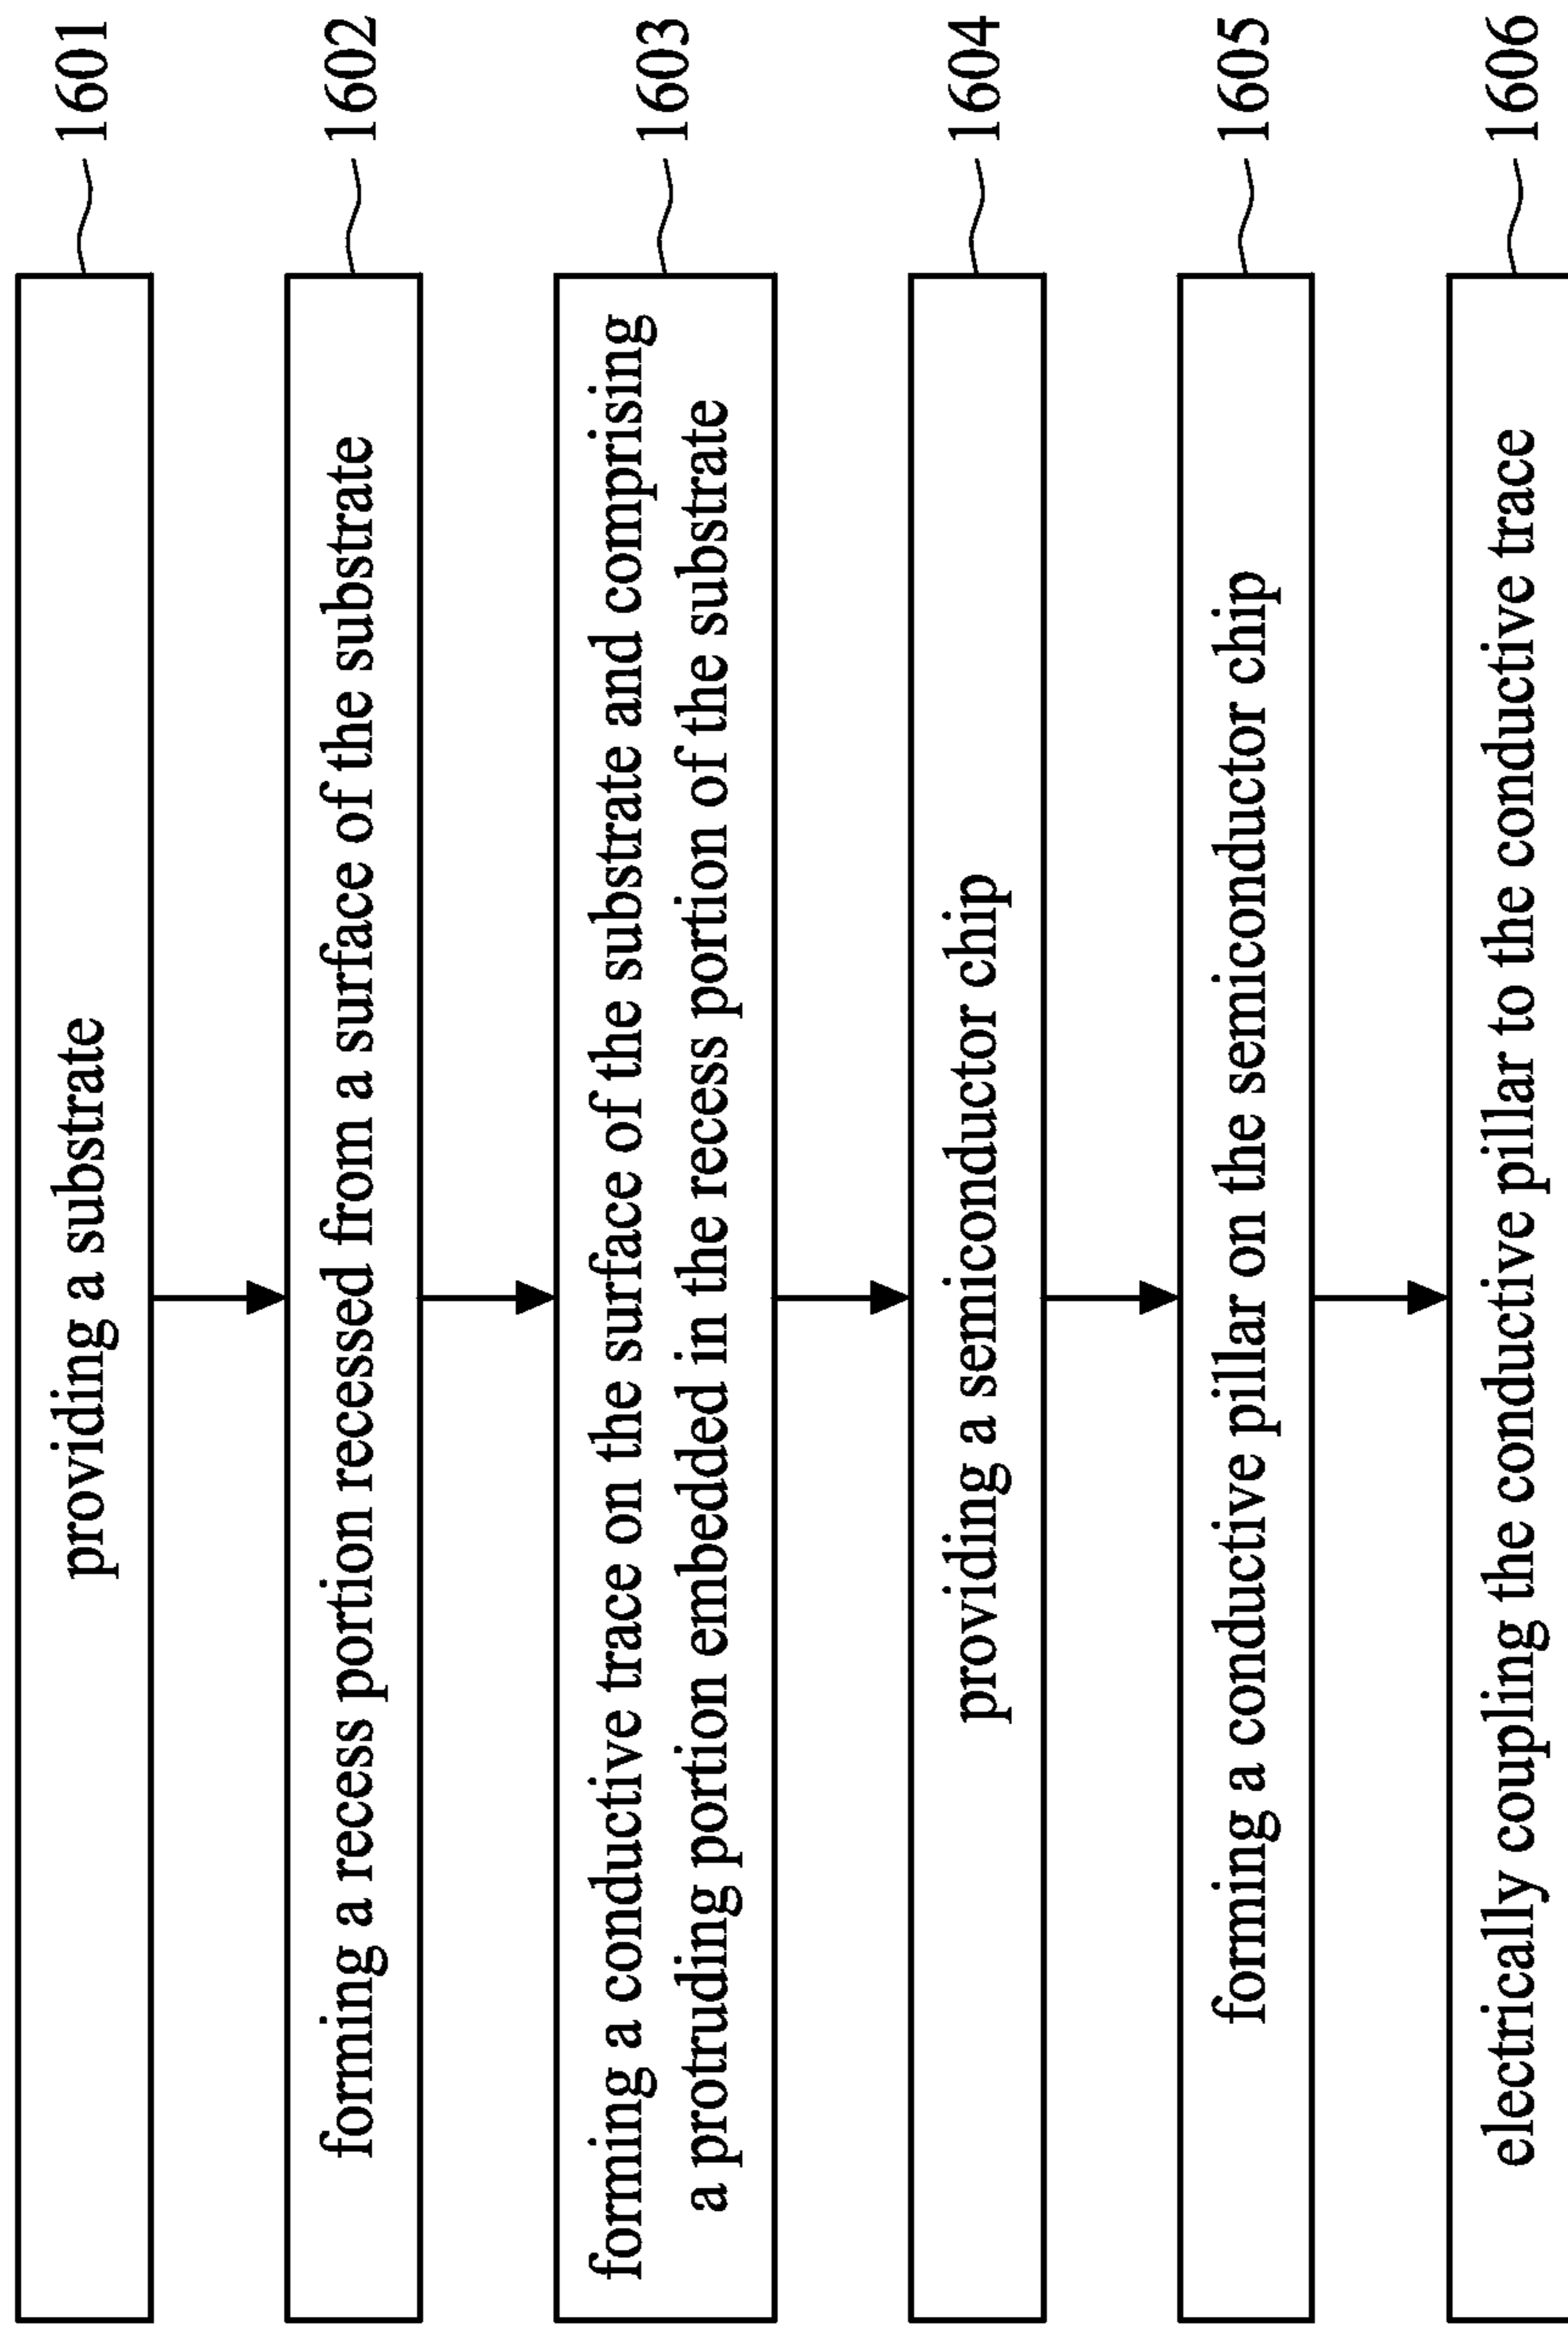 providing a substrate
1601
forming a recess portion recessed from a surface of the substrate
1602
forming a conductive trace on the surface of the substrate and comprising
a protruding portion embedded in the recess portion of the substrate
1603
providing a semiconductor chip
1604
forming a conductive pillar on the semiconductor chip
1605
electrically coupling the conductive pillar to the conductive trace
1606